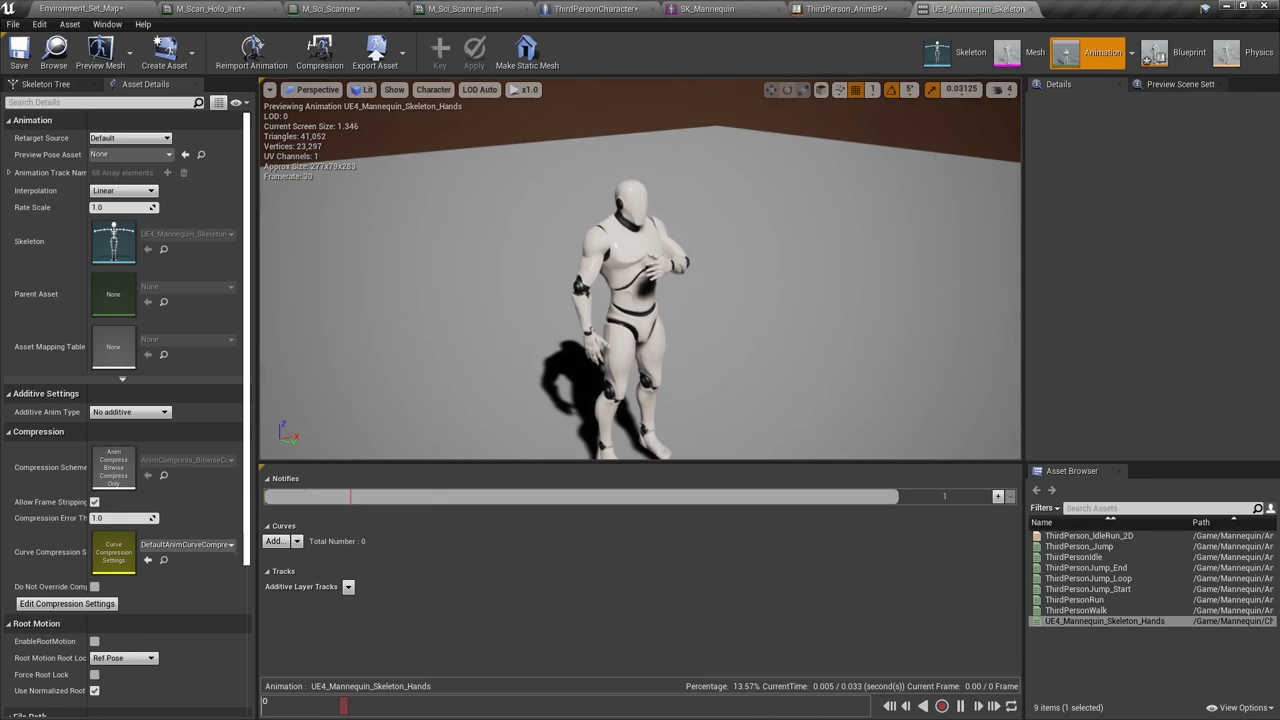 Environment_Set_Map*
M_Scan_Holo_Inst*
M_Sci_Scanner*
M_Sci_Scanner_Inst*
ThirdPersonCharacter*
SK_Mannequin
ThirdPerson_AnimBP*
UE4_Mannequin_Skeleton
File Edit Asset Window Help
Save
Browse
Preview Mesh
Create Asset
Reimport Animation
Compression
Export Asset
Key
Apply
Make Static Mesh
Skeleton
Mesh
Animation
Blueprint
Physics
Skeleton Tree
Asset Details
Search Details
Animation
Retarget Source Default
Preview Pose Asset None
Animation Track Nam 68 Array elements
Interpolation Linear
Rate Scale 1.0
Skeleton UE4_Mannequin_Skeleton
Parent Asset None None
Asset Mapping Table None None
Additive Settings
Additive Anim Type No additive
Compression
Compression Scheme
Anim
Compress
Bitwise
Compress
Only
AnimCompress_BitwiseCo
Allow Frame Stripping
Compression Error Th 1.0
Curve Compression S
Curve
Compression
Settings
DefaultAnimCurveCompre
Do Not Override Comp
Edit Compression Settings
Root Motion
EnableRootMotion
Root Motion Root Loc Ref Pose
Force Root Lock
Use Normalized Root
File Path
Perspective Lit Show Character LOD Auto x1.0
5° 0.03125 4
Previewing Animation UE4_Mannequin_Skeleton_Hands
LOD: 0
Current Screen Size: 1.346
Triangles: 41,052
Vertices: 23,297
UV Channels: 1
Approx Size: 277x79x283
Framerate: 30
Z
X
Y
Notifies
1
Curves
Add... Total Number : 0
Tracks
Additive Layer Tracks
Animation : UE4_Mannequin_Skeleton_Hands
Percentage: 13.57% CurrentTime: 0.005 / 0.033 (second(s)) Current Frame: 0.00 / 0 Frame
0
Details
Preview Scene Sett
Asset Browser
Filters Search Assets
Name Path
ThirdPerson_IdleRun_2D /Game/Mannequin/Ar
ThirdPerson_Jump /Game/Mannequin/Ar
ThirdPersonIdle /Game/Mannequin/Ar
ThirdPersonJump_End /Game/Mannequin/Ar
ThirdPersonJump_Loop /Game/Mannequin/Ar
ThirdPersonJump_Start /Game/Mannequin/Ar
ThirdPersonRun /Game/Mannequin/Ar
ThirdPersonWalk /Game/Mannequin/Ar
UE4_Mannequin_Skeleton_Hands /Game/Mannequin/Ch
9 items (1 selected)
View Options